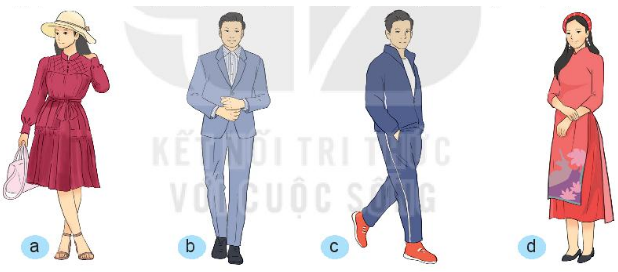 KẾT NỐI TRI THỨC
VỚI CUỘC SỐNG
a
b
c
d